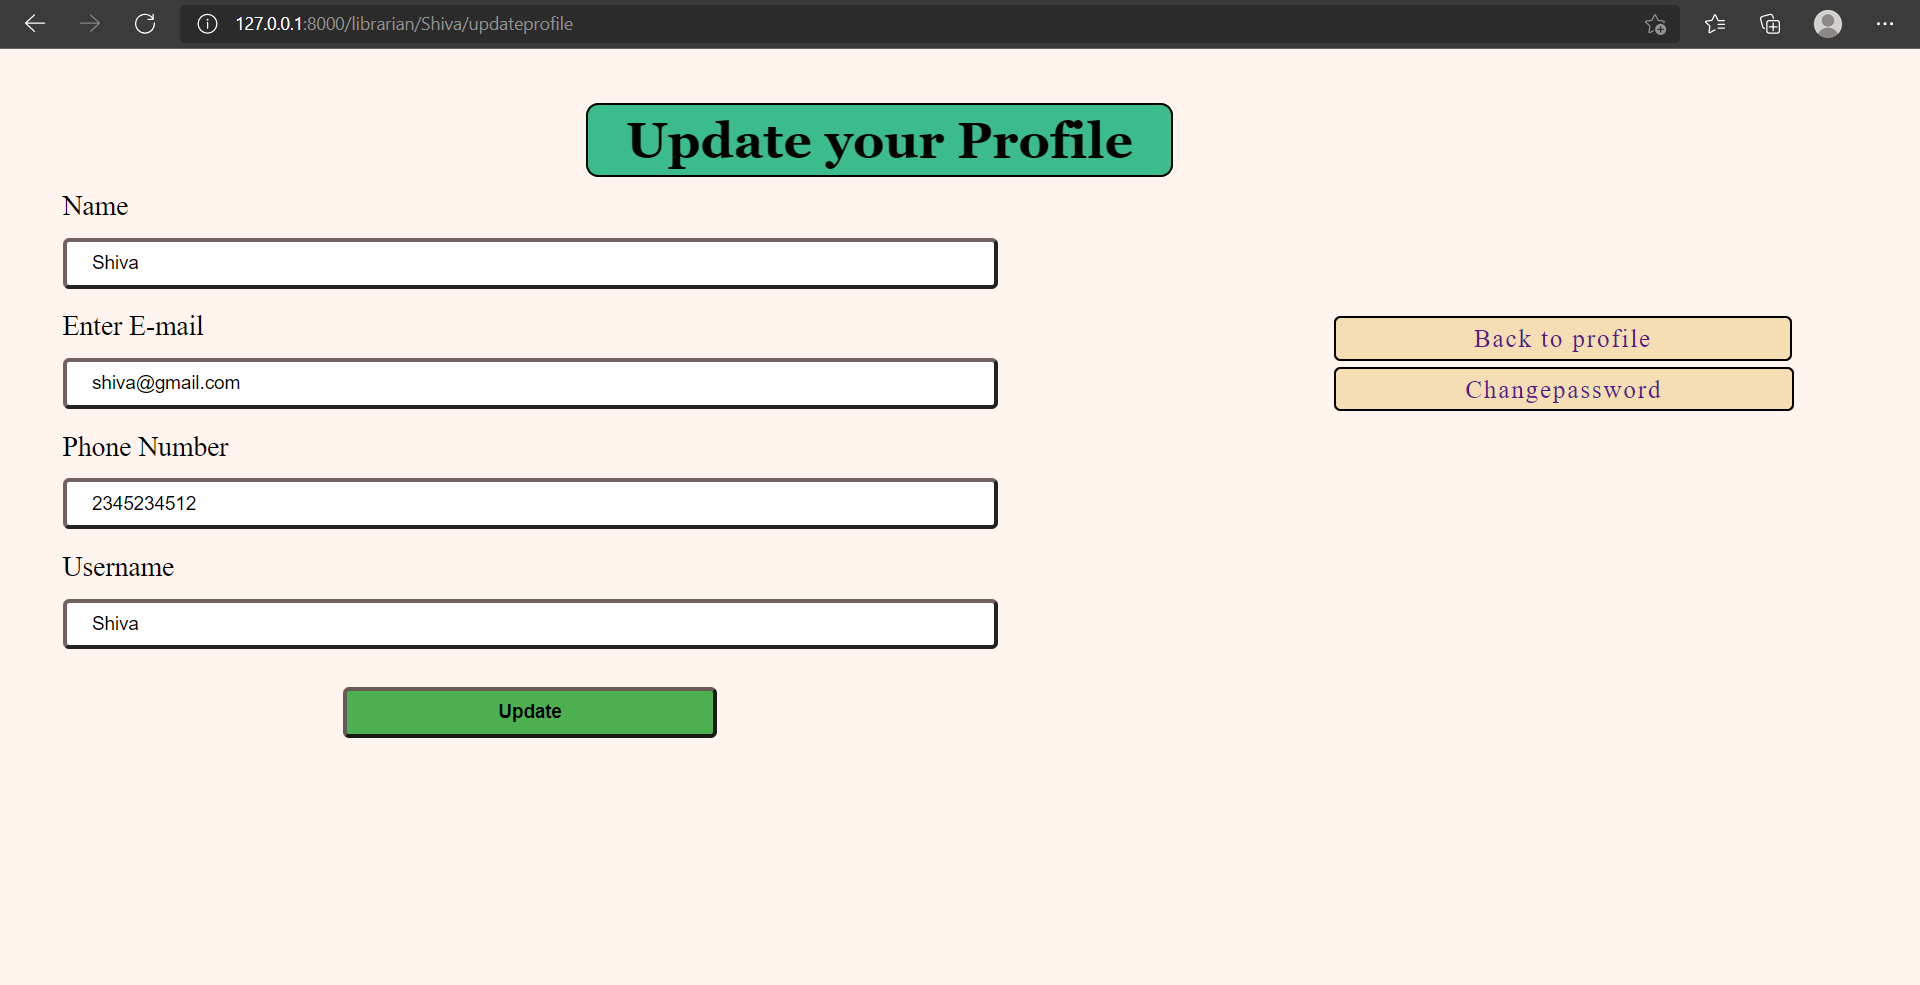 127.0.0.1:8000/librarian/Shiva/updateprofile
Update your Profile
Name
Shiva
Enter E-mail
shiva@gmail.com
Phone Number
2345234512
Username
Shiva
Update
Back to profile
Changepassword